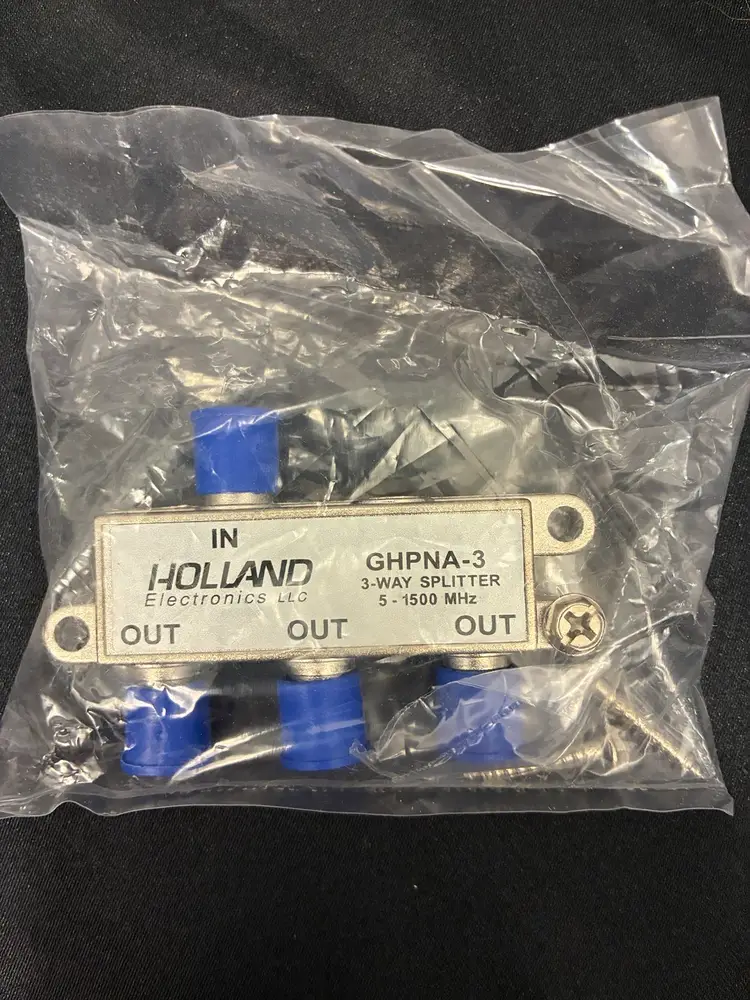 IN
HOLLAND
Electronics LLC
GHPNA-3
3-WAY SPLITTER
5 - 1500 MHz
OUT
OUT
OUT